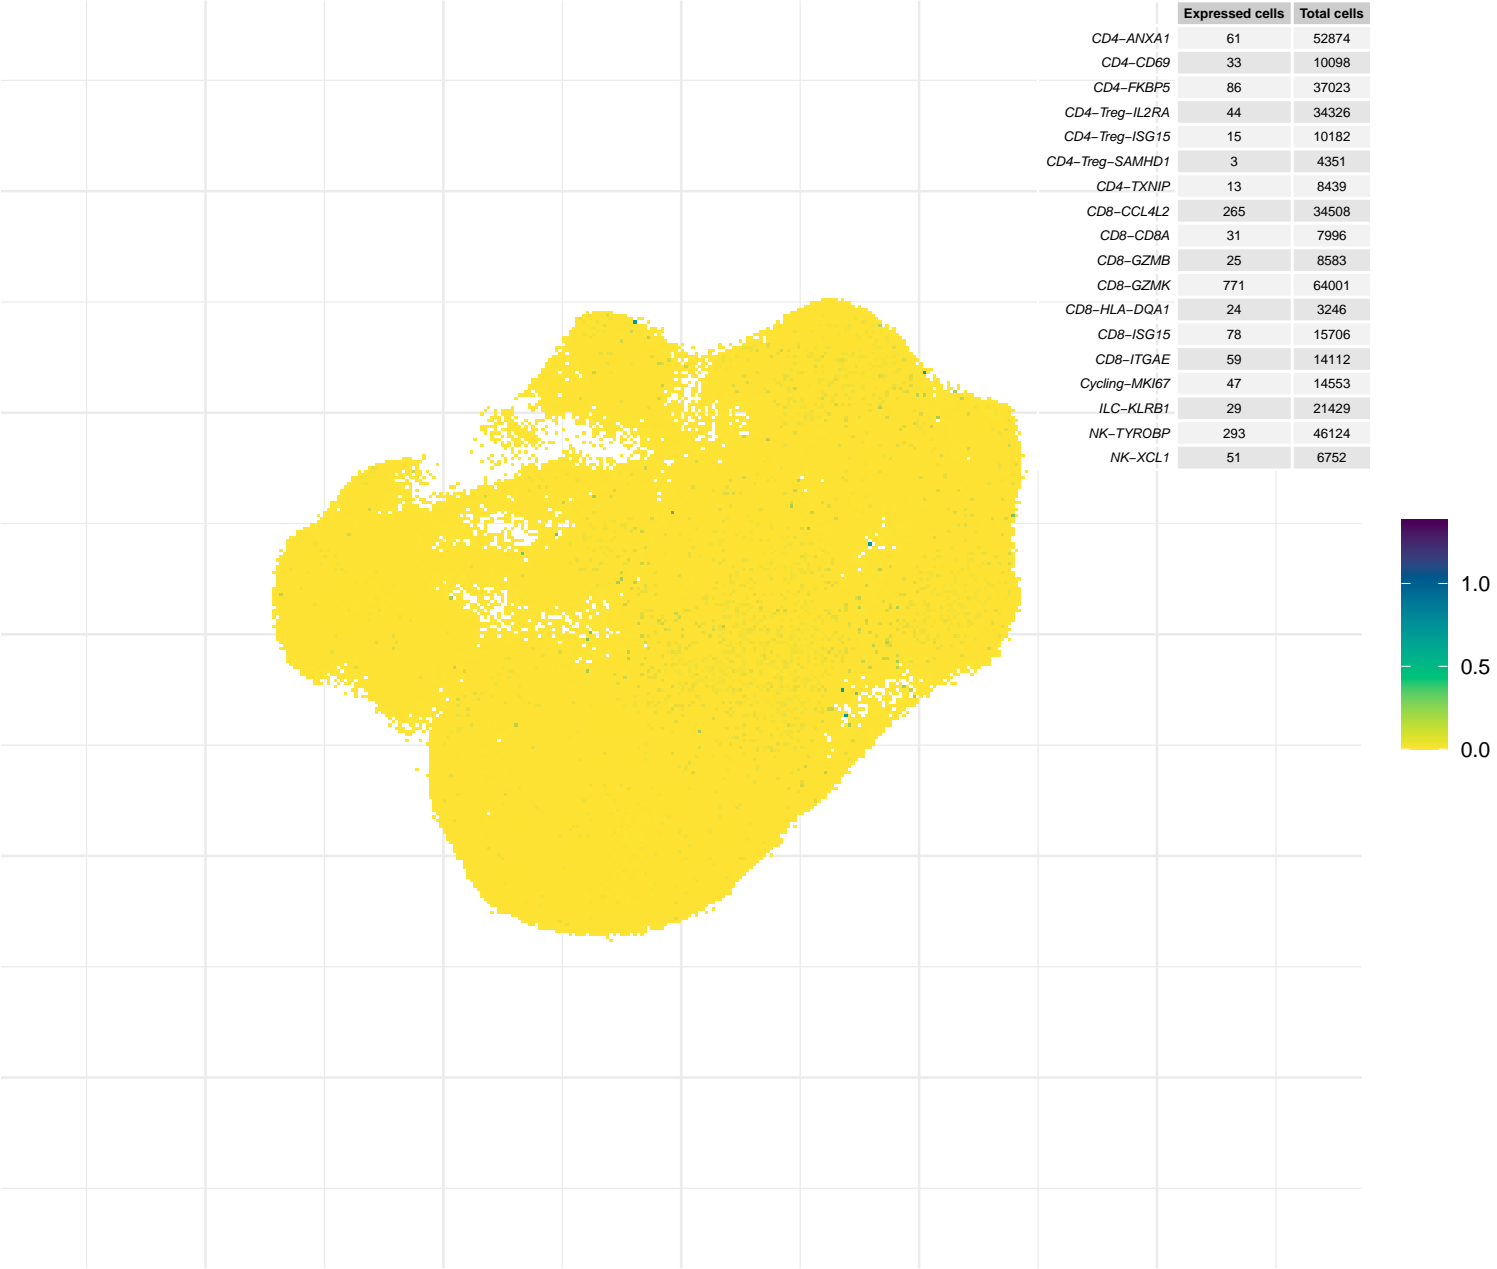 Expressed cells Total cells
CD4−ANXA1 61 52874
CD4−CD69 33 10098
CD4−FKBP5 86 37023
CD4−Treg−IL2RA 44 34326
CD4−Treg−ISG15 15 10182
CD4−Treg−SAMHD1 3 4351
CD4−TXNIP 13 8439
CD8−CCL4L2 265 34508
CD8−CD8A 31 7996
CD8−GZMB 25 8583
CD8−GZMK 771 64001
CD8−HLA−DQA1 24 3246
CD8−ISG15 78 15706
CD8−ITGAE 59 14112
Cycling−MKI67 47 14553
ILC−KLRB1 29 21429
NK−TYROBP 293 46124
NK−XCL1 51 6752
1.0
0.5
0.0